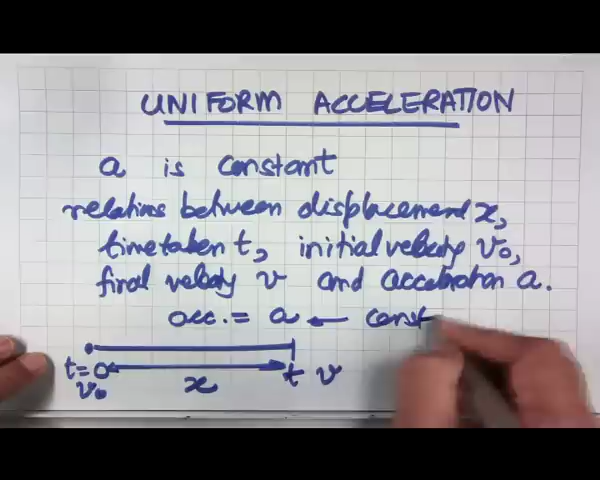 UNIFORM ACCELERATION
a is constant
relations between displacement x,
time taken t, initial velocity v₀,
final velocity v and acceleration a.
acc. = a ← const
t=0 x t v
v₀